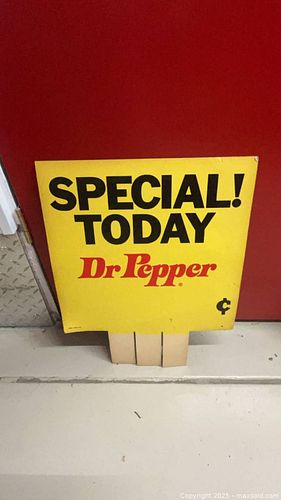 SPECIAL!
TODAY
Dr Pepper
®
¢
Copyright 2025 - maxsold.com